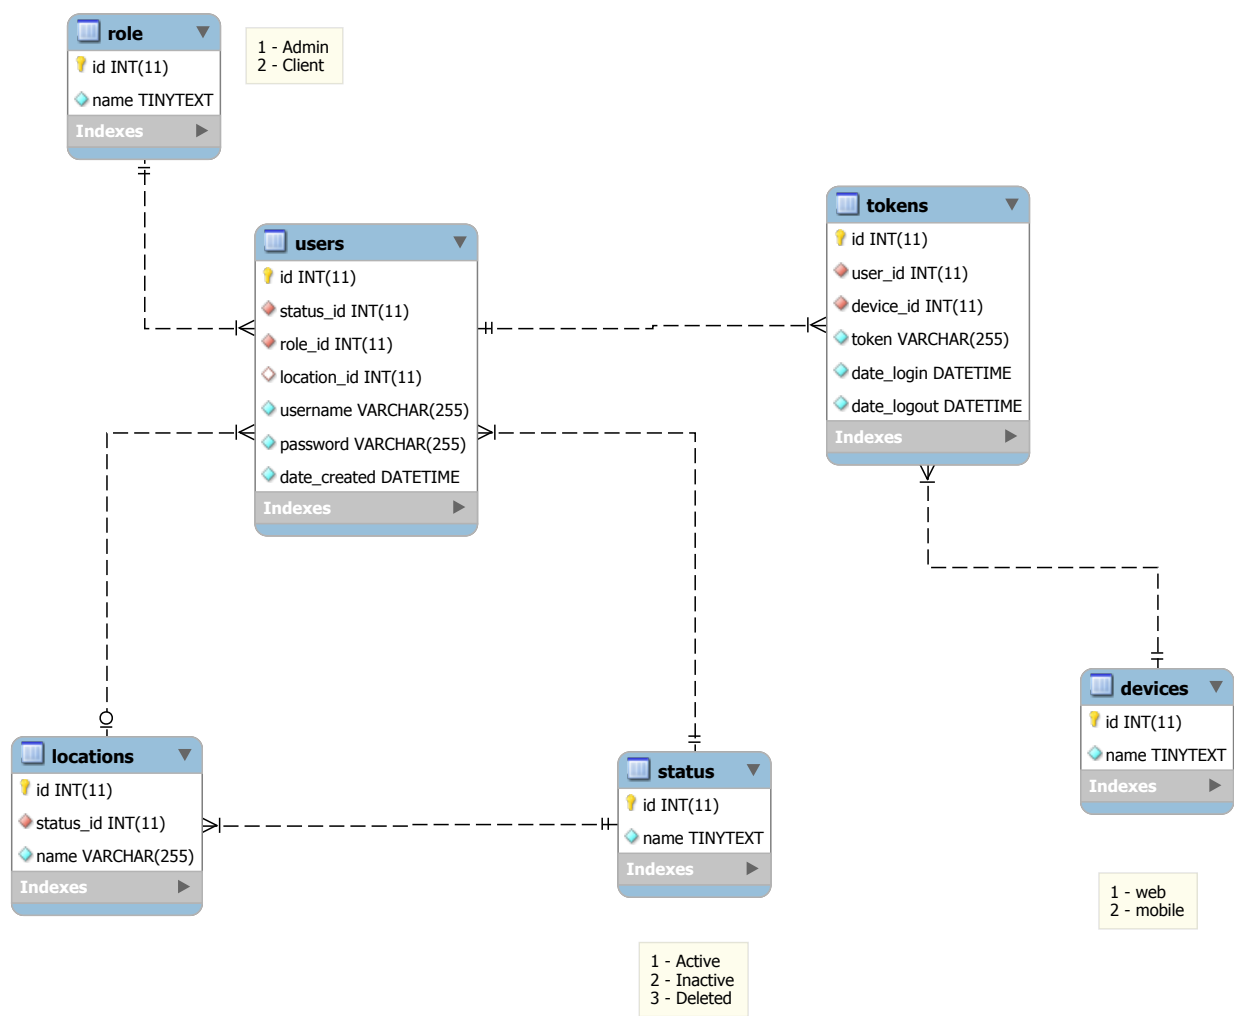 role
id INT(11)
name TINYTEXT
Indexes
1 - Admin
2 - Client
users
id INT(11)
status_id INT(11)
role_id INT(11)
location_id INT(11)
username VARCHAR(255)
password VARCHAR(255)
date_created DATETIME
Indexes
tokens
id INT(11)
user_id INT(11)
device_id INT(11)
token VARCHAR(255)
date_login DATETIME
date_logout DATETIME
Indexes
locations
id INT(11)
status_id INT(11)
name VARCHAR(255)
Indexes
status
id INT(11)
name TINYTEXT
Indexes
1 - Active
2 - Inactive
3 - Deleted
devices
id INT(11)
name TINYTEXT
Indexes
1 - web
2 - mobile